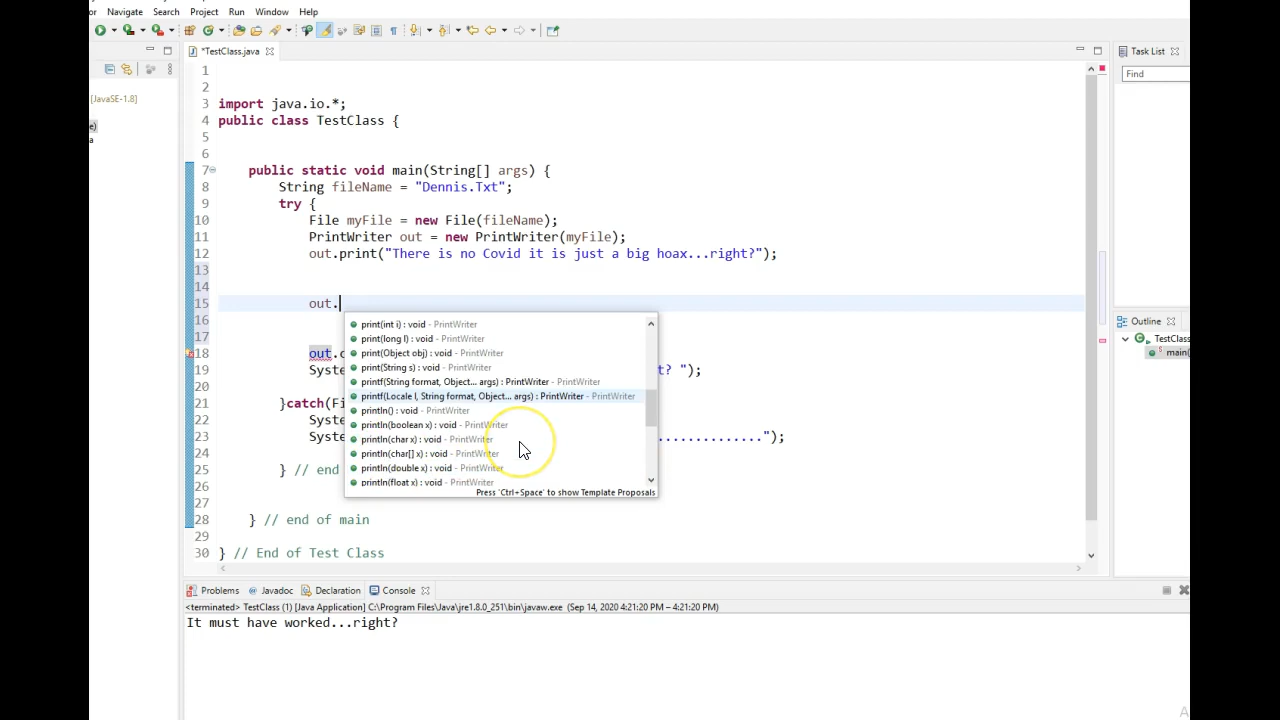 or Navigate Search Project Run Window Help
*TestClass.java
Task List
Find
[JavaSE-1.8]
e)
a
1
2
3 import java.io.*;
4 public class TestClass {
5
6
7 public static void main(String[] args) {
8 String fileName = "Dennis.Txt";
9 try {
10 File myFile = new File(fileName);
11 PrintWriter out = new PrintWriter(myFile);
12 out.print("There is no Covid it is just a big hoax...right?");
13
14
15 out.
16
17
18 out.c
19 Syste t? ");
20
21 }catch(Fi
22 Syste
23 Syste ..............");
24
25 } // end
26
27
28 } // end of main
29
30 } // End of Test Class
print(int i) : void - PrintWriter
print(long l) : void - PrintWriter
print(Object obj) : void - PrintWriter
print(String s) : void - PrintWriter
printf(String format, Object... args) : PrintWriter - PrintWriter
printf(Locale l, String format, Object... args) : PrintWriter - PrintWriter
println() : void - PrintWriter
println(boolean x) : void - PrintWriter
println(char x) : void - PrintWriter
println(char[] x) : void - PrintWriter
println(double x) : void - PrintWriter
println(float x) : void - PrintWriter
Press 'Ctrl+Space' to show Template Proposals
Outline
TestClass
main(
Problems Javadoc Declaration Console
<terminated> TestClass (1) [Java Application] C:\Program Files\Java\jre1.8.0_251\bin\javaw.exe (Sep 14, 2020 4:21:20 PM – 4:21:20 PM)
It must have worked...right?
A